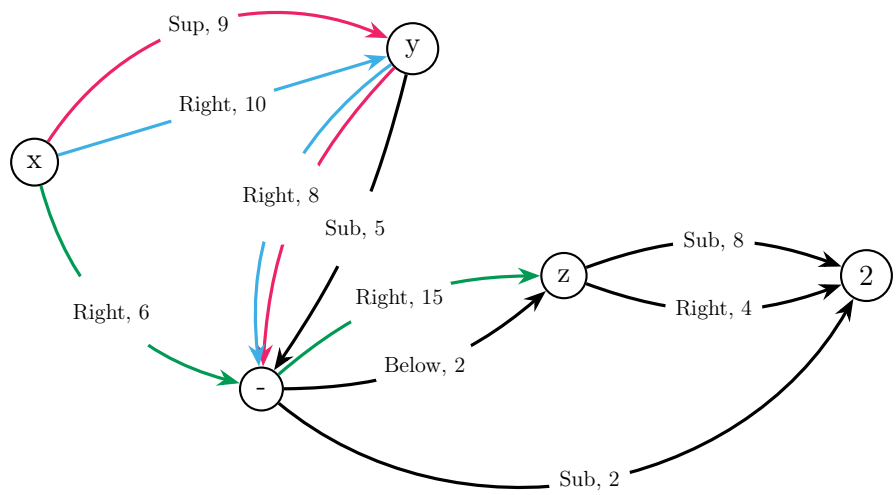 Sup, 9
y
Right, 10
x
Right, 8
Sub, 5
Sub, 8
z
2
Right, 15
Right, 4
Right, 6
Below, 2
-
Sub, 2